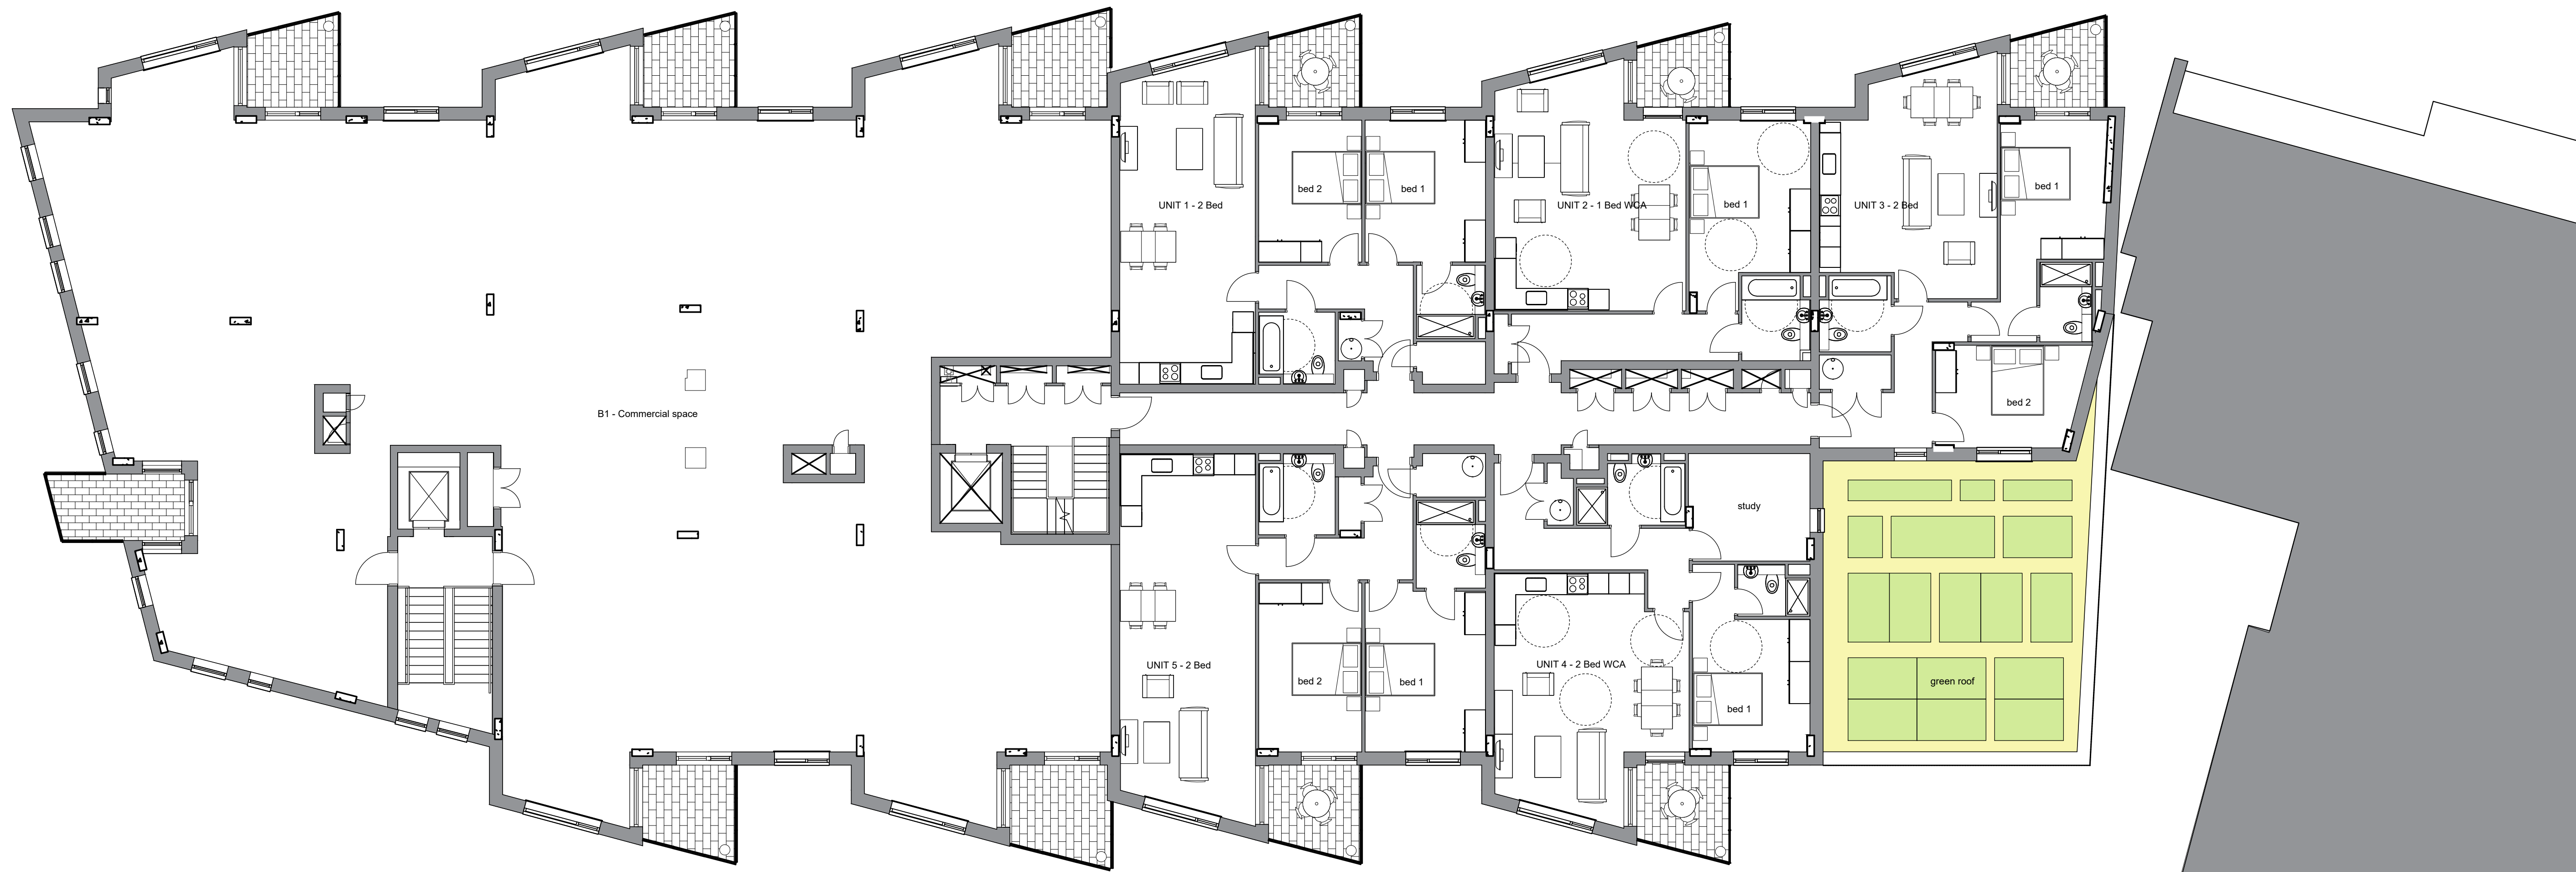 UNIT 1 - 2 Bed
bed 2
bed 1
UNIT 2 - 1 Bed WCA
bed 1
UNIT 3 - 2 Bed
bed 1
bed 2
B1 - Commercial space
study
UNIT 5 - 2 Bed
bed 2
bed 1
UNIT 4 - 2 Bed WCA
bed 1
green roof